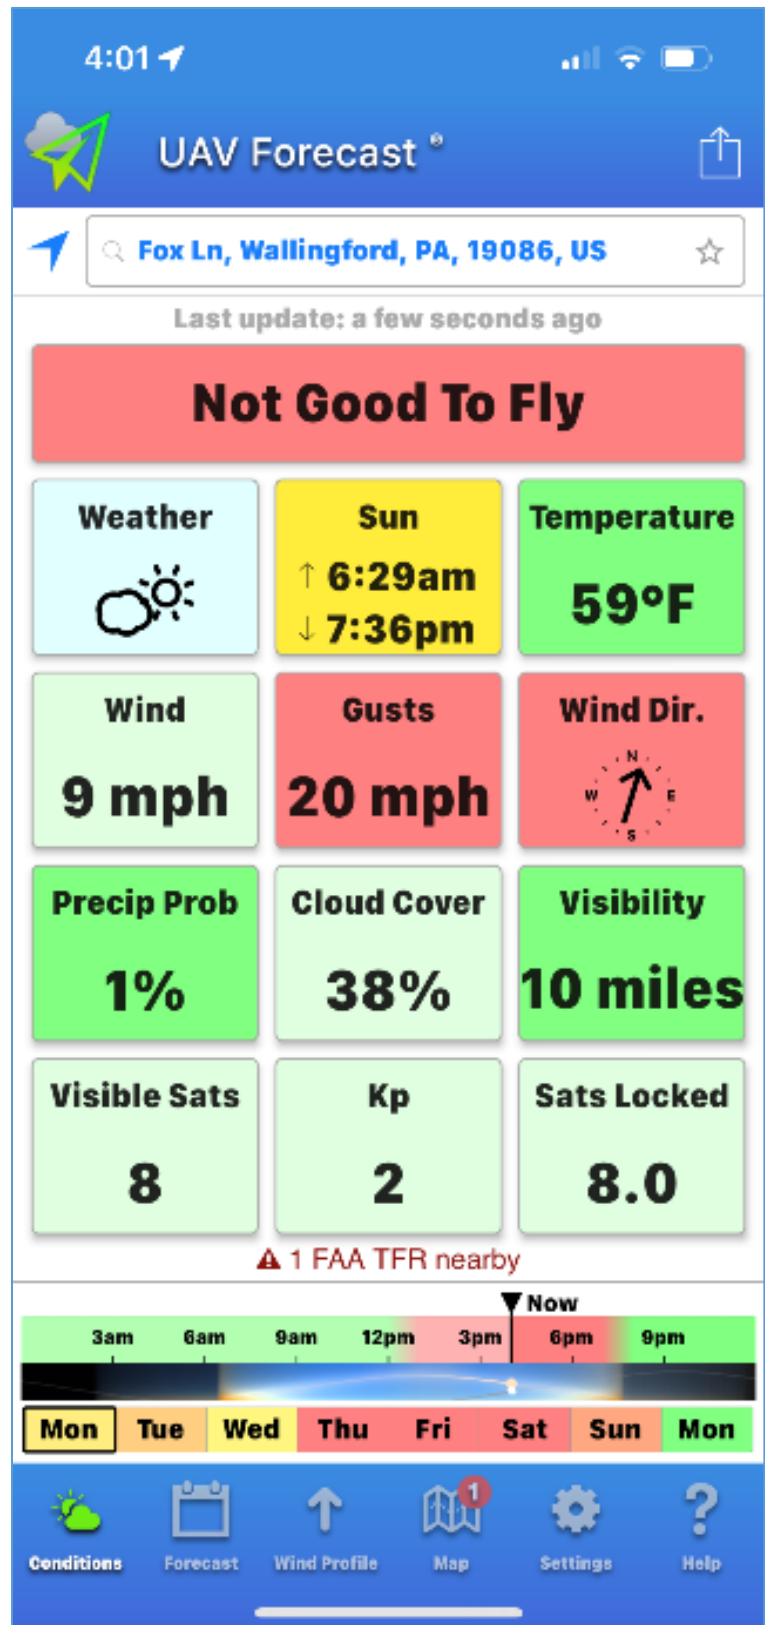 4:01
UAV Forecast ®
Fox Ln, Wallingford, PA, 19086, US
Last update: a few seconds ago
Not Good To Fly
Weather
Sun
↑ 6:29am
↓ 7:36pm
Temperature
59°F
Wind
9 mph
Gusts
20 mph
Wind Dir.
N
W E
S
Precip Prob
1%
Cloud Cover
38%
Visibility
10 miles
Visible Sats
8
Kp
2
Sats Locked
8.0
1 FAA TFR nearby
Now
3am 6am 9am 12pm 3pm 6pm 9pm
Mon Tue Wed Thu Fri Sat Sun Mon
1
Conditions Forecast Wind Profile Map Settings Help